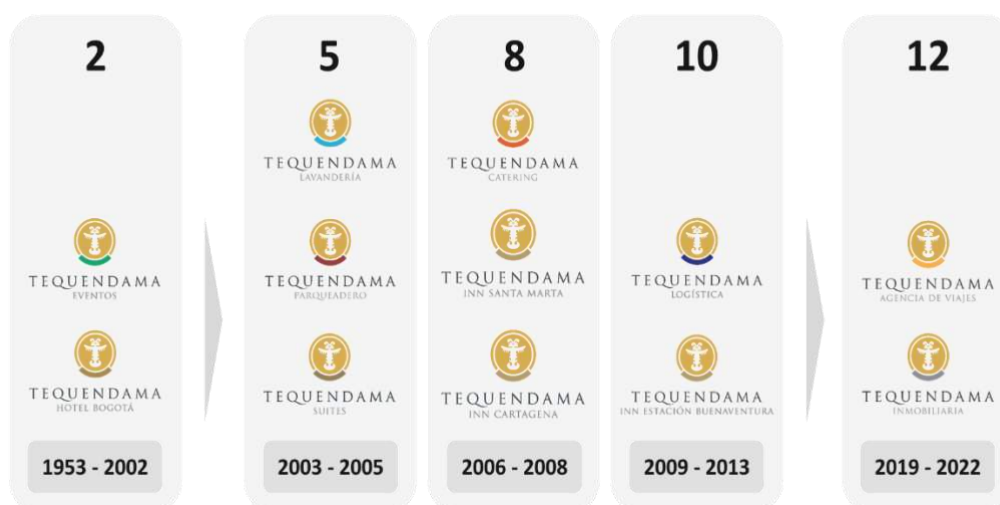 2
TEQUENDAMA
EVENTOS
TEQUENDAMA
HOTEL BOGOTÁ
1953 - 2002
5
TEQUENDAMA
LAVANDERÍA
TEQUENDAMA
PARQUEADERO
TEQUENDAMA
SUITES
2003 - 2005
8
TEQUENDAMA
CATERING
TEQUENDAMA
INN SANTA MARTA
TEQUENDAMA
INN CARTAGENA
2006 - 2008
10
TEQUENDAMA
LOGÍSTICA
TEQUENDAMA
INN ESTACIÓN BUENAVENTURA
2009 - 2013
12
TEQUENDAMA
AGENCIA DE VIAJES
TEQUENDAMA
INMOBILIARIA
2019 - 2022